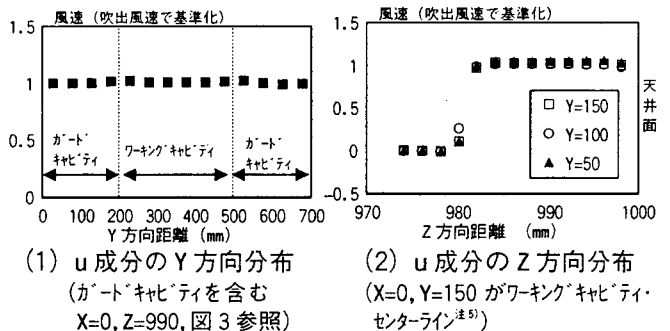 風速（吹出風速で基準化）
1.5
1
0.5
0
ｶﾞｰﾄﾞ
ｷｬﾋﾞﾃｨ
ﾜｰｷﾝｸﾞｷｬﾋﾞﾃｨ
ｶﾞｰﾄﾞ
ｷｬﾋﾞﾃｨ
0 100 200 300 400 500 600 700
Y 方向距離 (mm)
(1) u 成分の Y 方向分布
(ｶﾞｰﾄﾞｷｬﾋﾞﾃｨを含む
X=0, Z=990, 図 3 参照)
風速（吹出風速で基準化）
1.5
1.0
0.5
0
-0.5
□ Y=150
○ Y=100
▲ Y=50
天井面
970 980 990 1000
Z 方向距離 (mm)
(2) u 成分の Z 方向分布
(X=0, Y=150 がﾜｰｷﾝｸﾞｷｬﾋﾞﾃｨ･
ｾﾝﾀｰﾗｲﾝ注5))